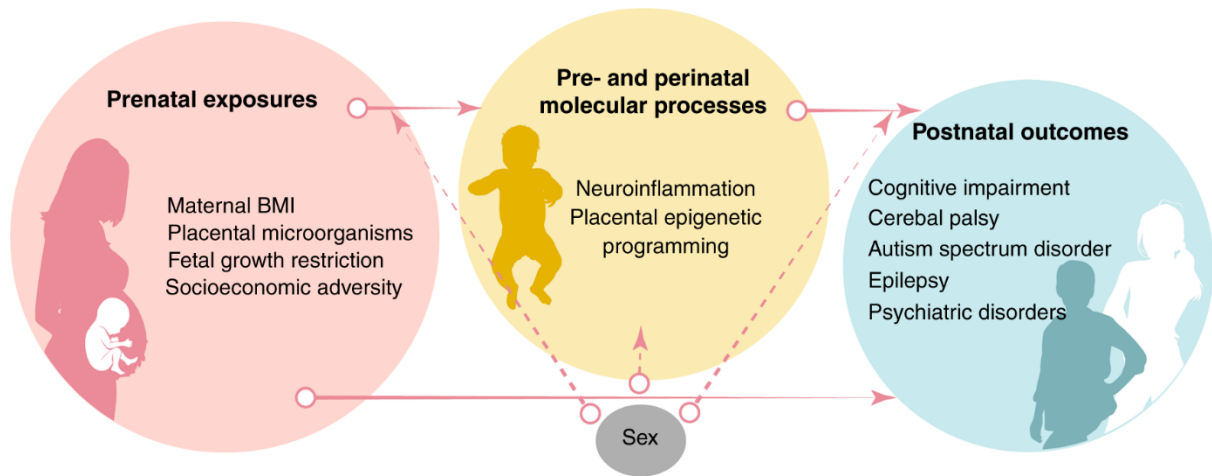 Prenatal exposures
Maternal BMI
Placental microorganisms
Fetal growth restriction
Socioeconomic adversity
Pre- and perinatal
molecular processes
Neuroinflammation
Placental epigenetic
programming
Postnatal outcomes
Cognitive impairment
Cerebal palsy
Autism spectrum disorder
Epilepsy
Psychiatric disorders
Sex